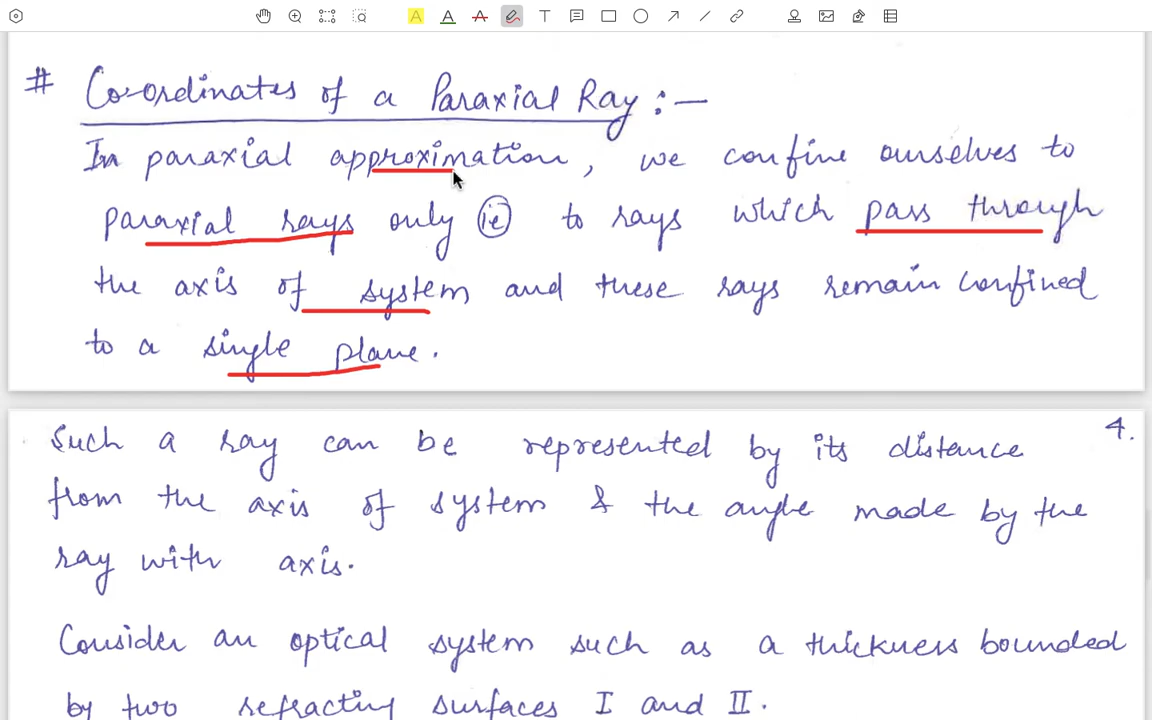 # Co-ordinates of a Paraxial Ray :-
In paraxial approximation, we confine ourselves to
paraxial rays only ie to rays which pass through
the axis of system and these rays remain confined
to a single plane.
4.
Such a ray can be represented by its distance
from the axis of system & the angle made by the
ray with axis.
Consider an optical system such as a thickness bounded
by two refracting surfaces I and II.